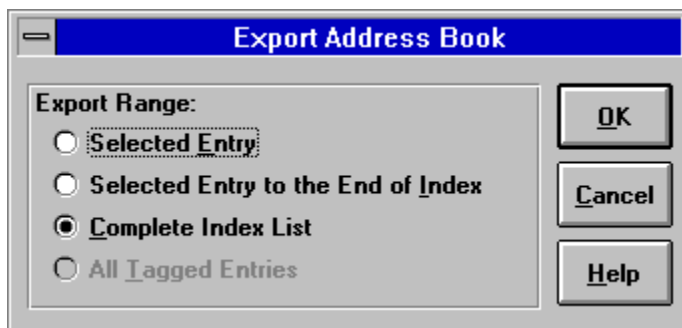 Export Address Book
Export Range:
Selected Entry
Selected Entry to the End of Index
Complete Index List
All Tagged Entries
OK
Cancel
Help